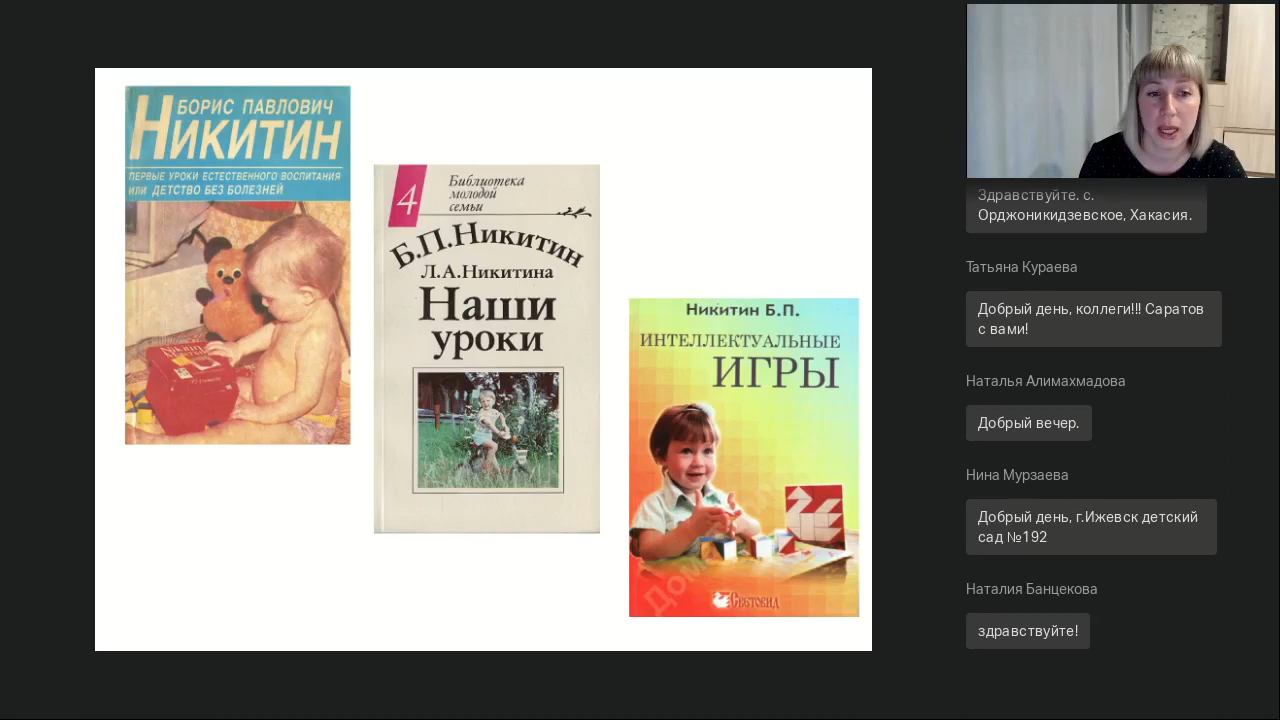 БОРИС ПАВЛОВИЧ
НИКИТИН
ПЕРВЫЕ УРОКИ ЕСТЕСТВЕННОГО ВОСПИТАНИЯ
ИЛИ ДЕТСТВО БЕЗ БОЛЕЗНЕЙ
4
Библиотека
молодой
семьи
Б.П.Никитин
Л.А.Никитина
Наши
уроки
Никитин Б.П.
ИНТЕЛЛЕКТУАЛЬНЫЕ
ИГРЫ
Световид
Здравствуйте. с.
Орджоникидзевское, Хакасия.
Татьяна Кураева
Добрый день, коллеги!!! Саратов
с вами!
Наталья Алимахмадова
Добрый вечер.
Нина Мурзаева
Добрый день, г.Ижевск детский
сад №192
Наталия Банцекова
здравствуйте!